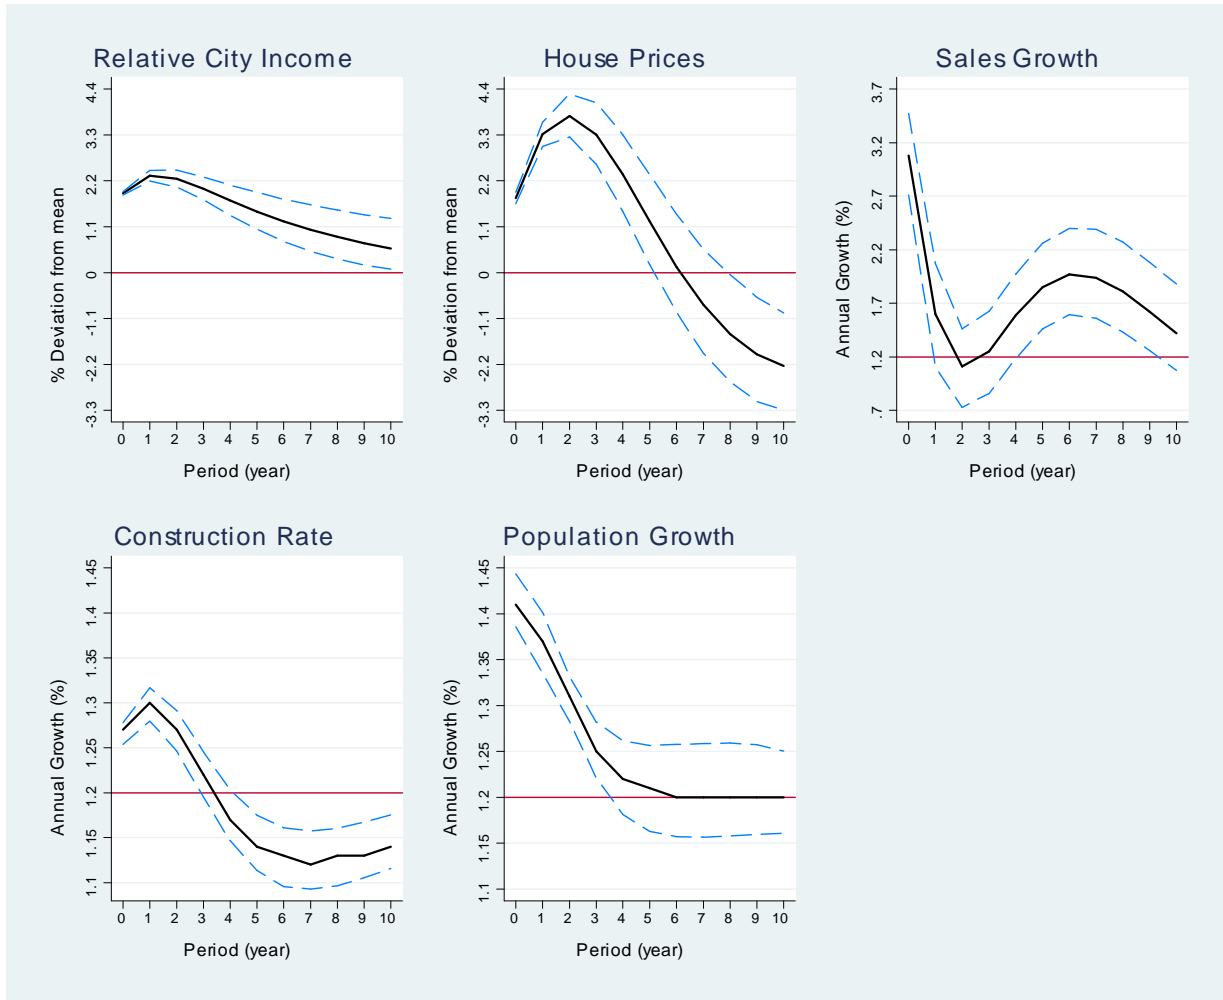 Relative City Income
% Deviation from mean
4.4
3.3
2.2
1.1
0
-1.1
-2.2
-3.3
0 1 2 3 4 5 6 7 8 9 10
Period (year)
House Prices
% Deviation from mean
4.4
3.3
2.2
1.1
0
-1.1
-2.2
-3.3
0 1 2 3 4 5 6 7 8 9 10
Period (year)
Sales Growth
Annual Growth (%)
3.7
3.2
2.7
2.2
1.7
1.2
.7
0 1 2 3 4 5 6 7 8 9 10
Period (year)
Construction Rate
Annual Growth (%)
1.45
1.4
1.35
1.3
1.25
1.2
1.15
1.1
0 1 2 3 4 5 6 7 8 9 10
Period (year)
Population Growth
Annual Growth (%)
1.45
1.4
1.35
1.3
1.25
1.2
1.15
1.1
0 1 2 3 4 5 6 7 8 9 10
Period (year)